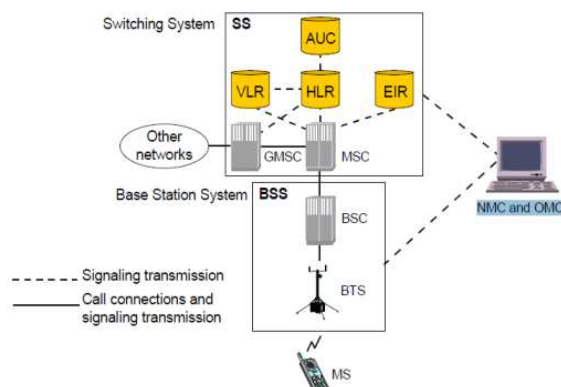 Switching System
SS
AUC
VLR
HLR
EIR
Other
networks
GMSC
MSC
Base Station System
BSS
NMC and OMC
BSC
Signaling transmission
BTS
Call connections and
signaling transmission
MS